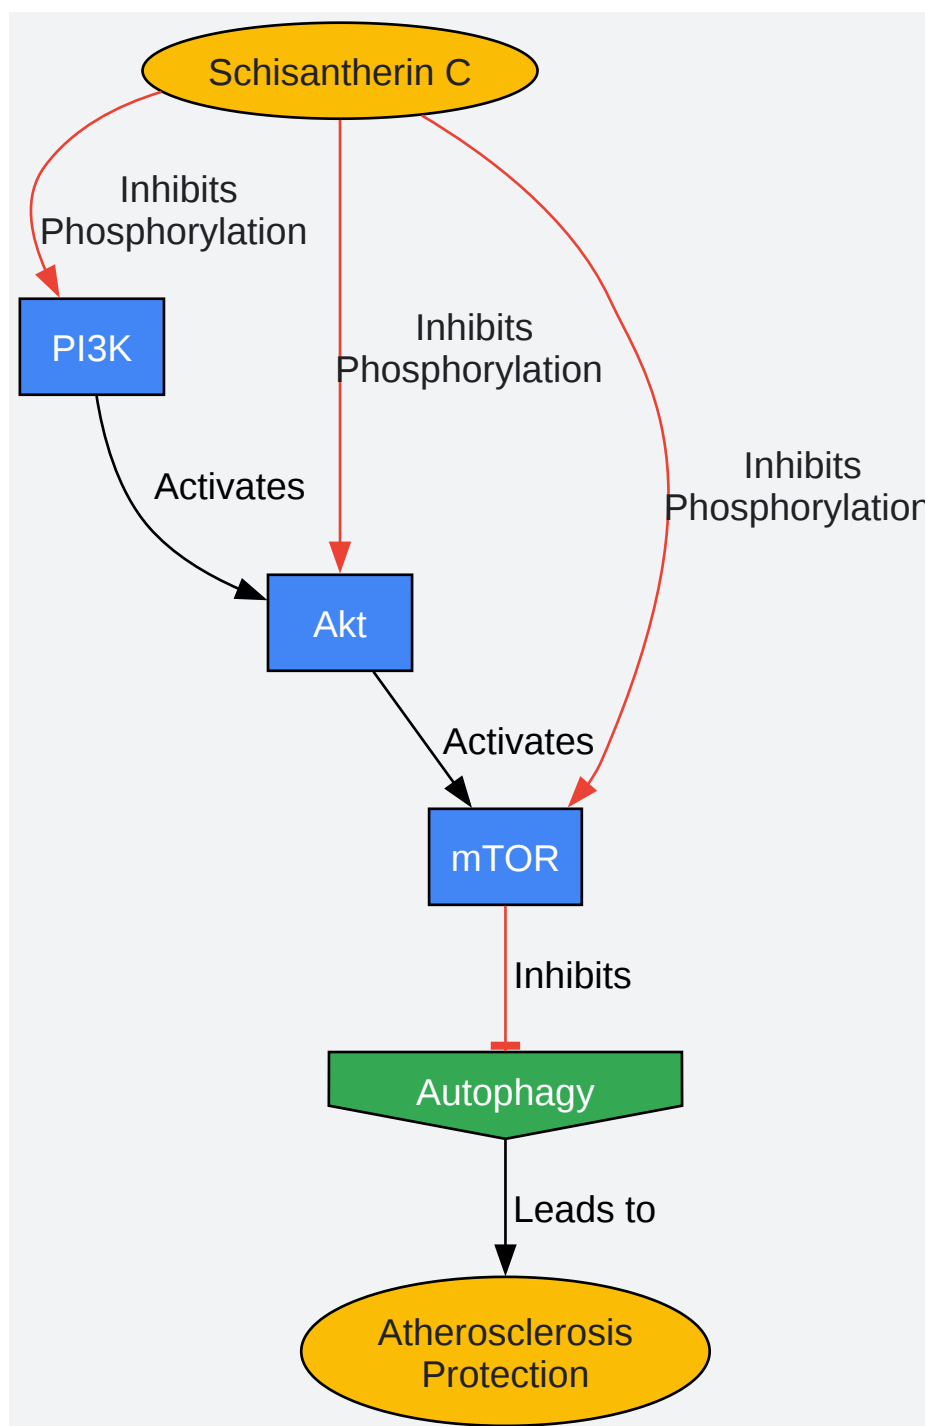 Schisantherin C
Inhibits
Phosphorylation
PI3K
Inhibits
Phosphorylation
Inhibits
Phosphorylation
Activates
Akt
Activates
mTOR
Inhibits
Autophagy
Leads to
Atherosclerosis
Protection